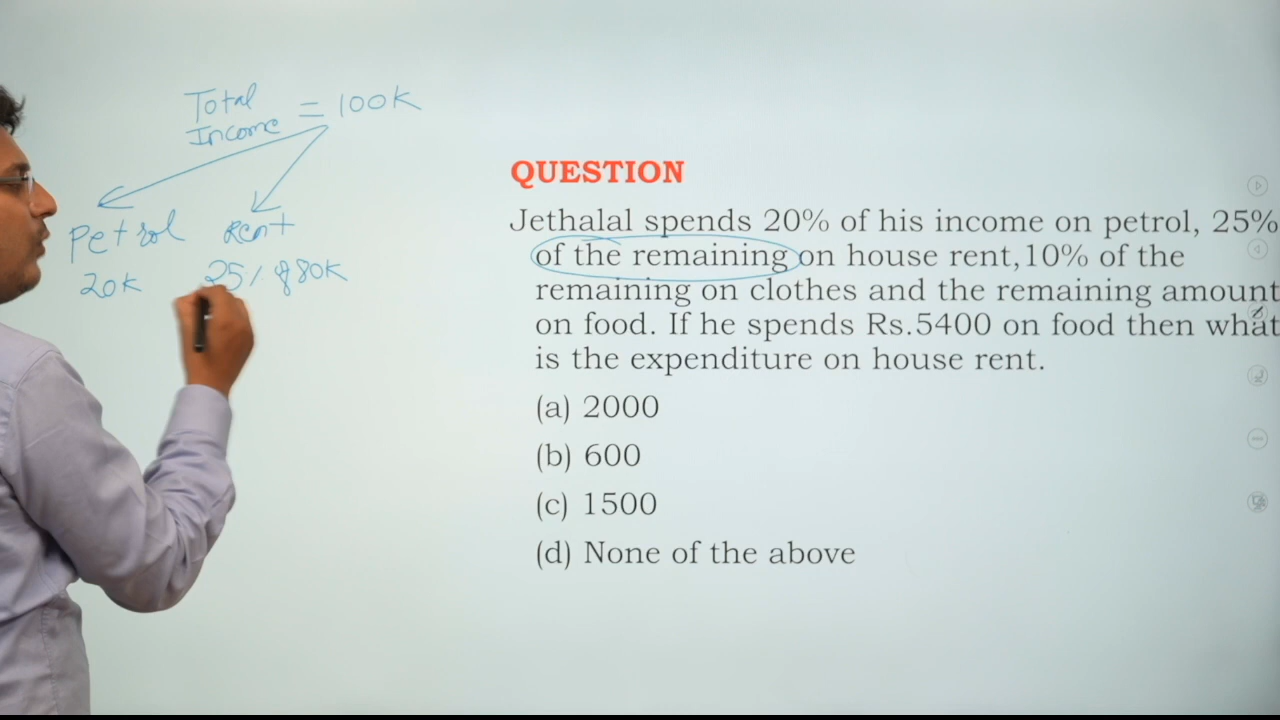 Total
Income = 100K
Petrol Rent
20K 25% of 80K
QUESTION
Jethalal spends 20% of his income on petrol, 25%
of the remaining on house rent, 10% of the
remaining on clothes and the remaining amount
on food. If he spends Rs.5400 on food then what
is the expenditure on house rent.
(a) 2000
(b) 600
(c) 1500
(d) None of the above